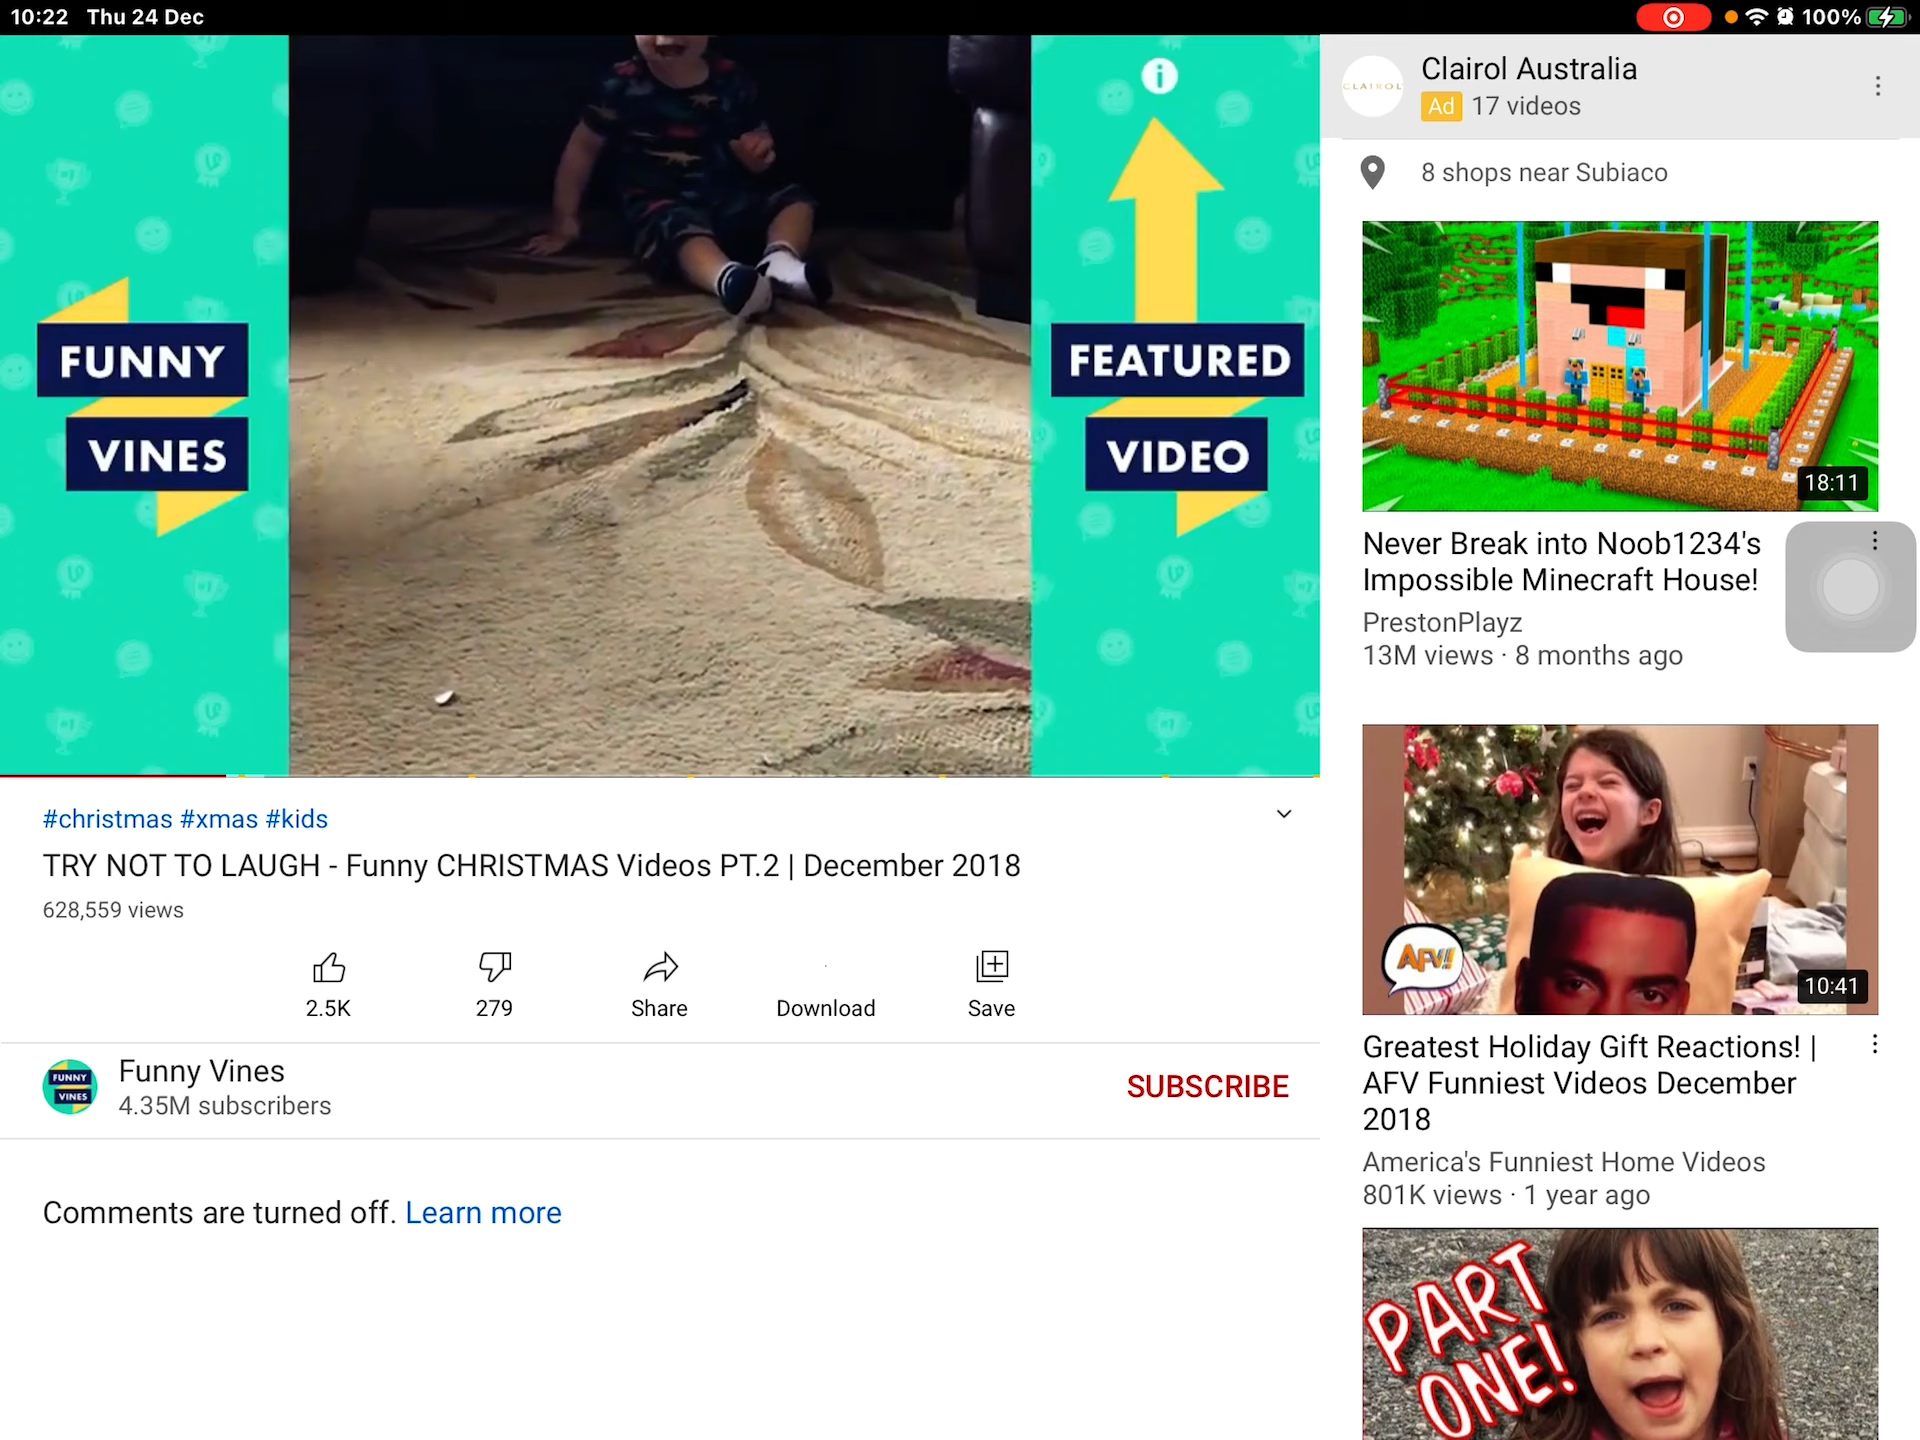 10:22 Thu 24 Dec
100%
FUNNY
VINES
FEATURED
VIDEO
#christmas #xmas #kids
TRY NOT TO LAUGH - Funny CHRISTMAS Videos PT.2 | December 2018
628,559 views
2.5K
279
Share
Download
Save
FUNNY
VINES
Funny Vines
4.35M subscribers
SUBSCRIBE
Comments are turned off. Learn more
CLAIROL
Clairol Australia
Ad 17 videos
8 shops near Subiaco
18:11
Never Break into Noob1234's
Impossible Minecraft House!
PrestonPlayz
13M views · 8 months ago
AFV!
10:41
Greatest Holiday Gift Reactions! |
AFV Funniest Videos December
2018
America's Funniest Home Videos
801K views · 1 year ago
PART
ONE!